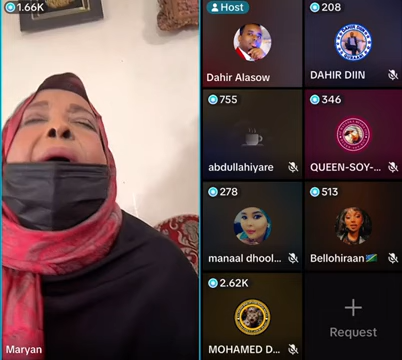 1.66K
Maryan
Host
Dahir Alasow
208
DAHIR DIIN
755
abdullahiyare
346
QUEEN-SOY-...
278
manaal dhool...
513
Bellohiraan
2.62K
MOHAMED D...
+
Request